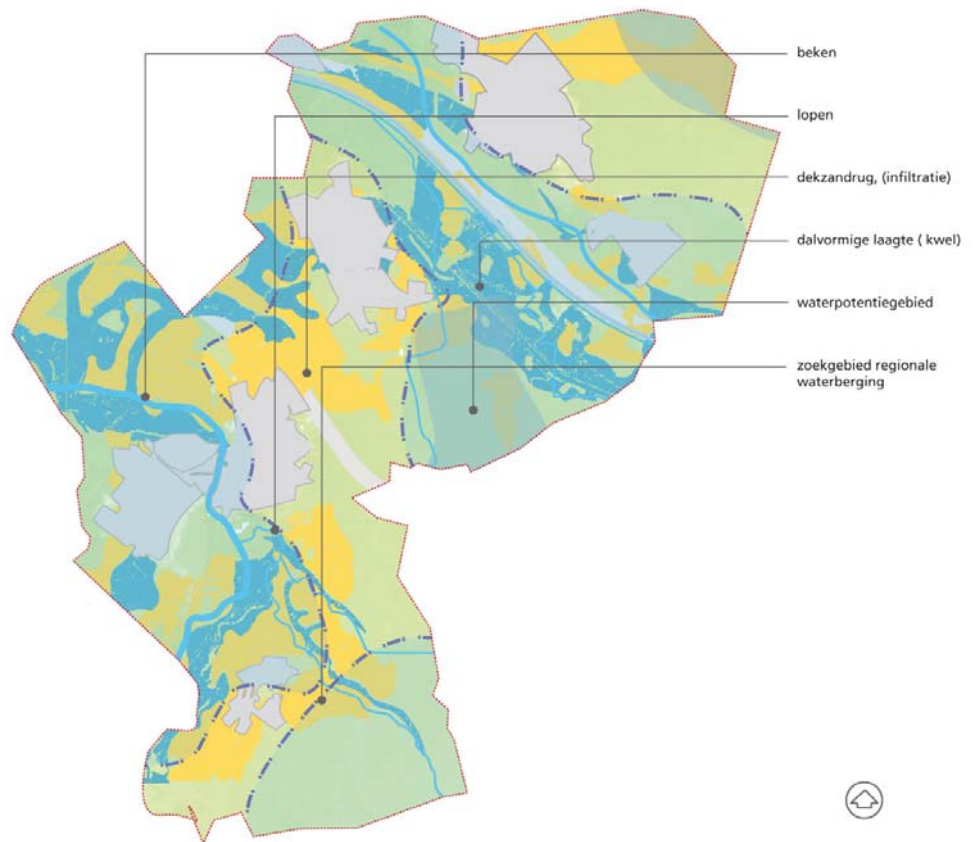 beken
lopen
dekzandrug, (infiltratie)
dalvormige laagte ( kwel)
waterpotentiegebied
zoekgebied regionale
waterberging